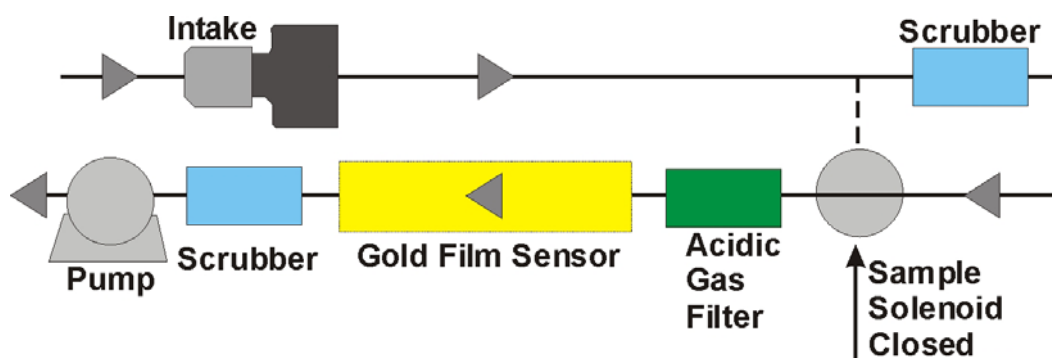 Intake
Scrubber
Pump
Scrubber
Gold Film Sensor
Acidic
Gas
Filter
Sample
Solenoid
Closed